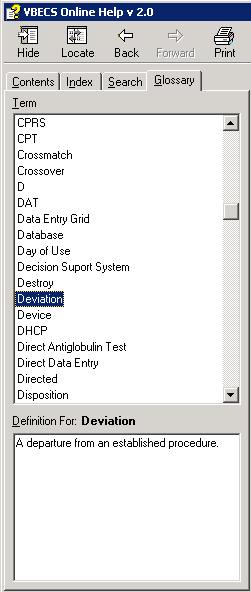 VBECS Online Help v 2.0
Hide Locate Back Forward Print
Contents Index Search Glossary
Term
CPRS
CPT
Crossmatch
Crossover
D
DAT
Data Entry Grid
Database
Day of Use
Decision Suport System
Destroy
Deviation
Device
DHCP
Direct Antiglobulin Test
Direct Data Entry
Directed
Disposition
Definition For: Deviation
A departure from an established procedure.